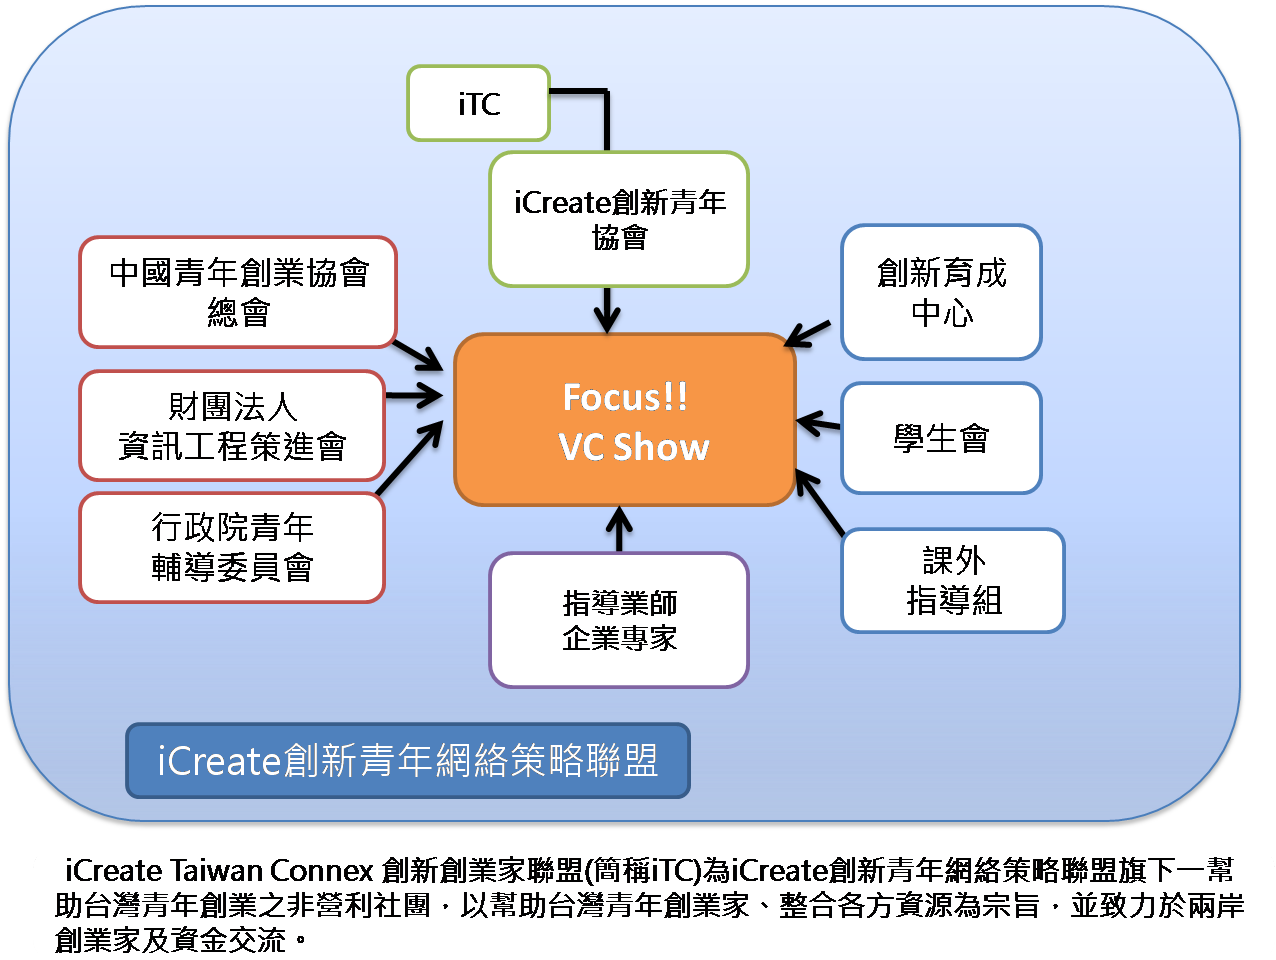 iTC
iCreate創新青年
協會
中國青年創業協會
總會
財團法人
資訊工程策進會
行政院青年
輔導委員會
Focus!!
VC Show
創新育成
中心
學生會
課外
指導組
指導業師
企業專家
iCreate創新青年網絡策略聯盟
iCreate Taiwan Connex 創新創業家聯盟(簡稱iTC)為iCreate創新青年網絡策略聯盟旗下一幫
助台灣青年創業之非營利社團，以幫助台灣青年創業家、整合各方資源為宗旨，並致力於兩岸
創業家及資金交流。